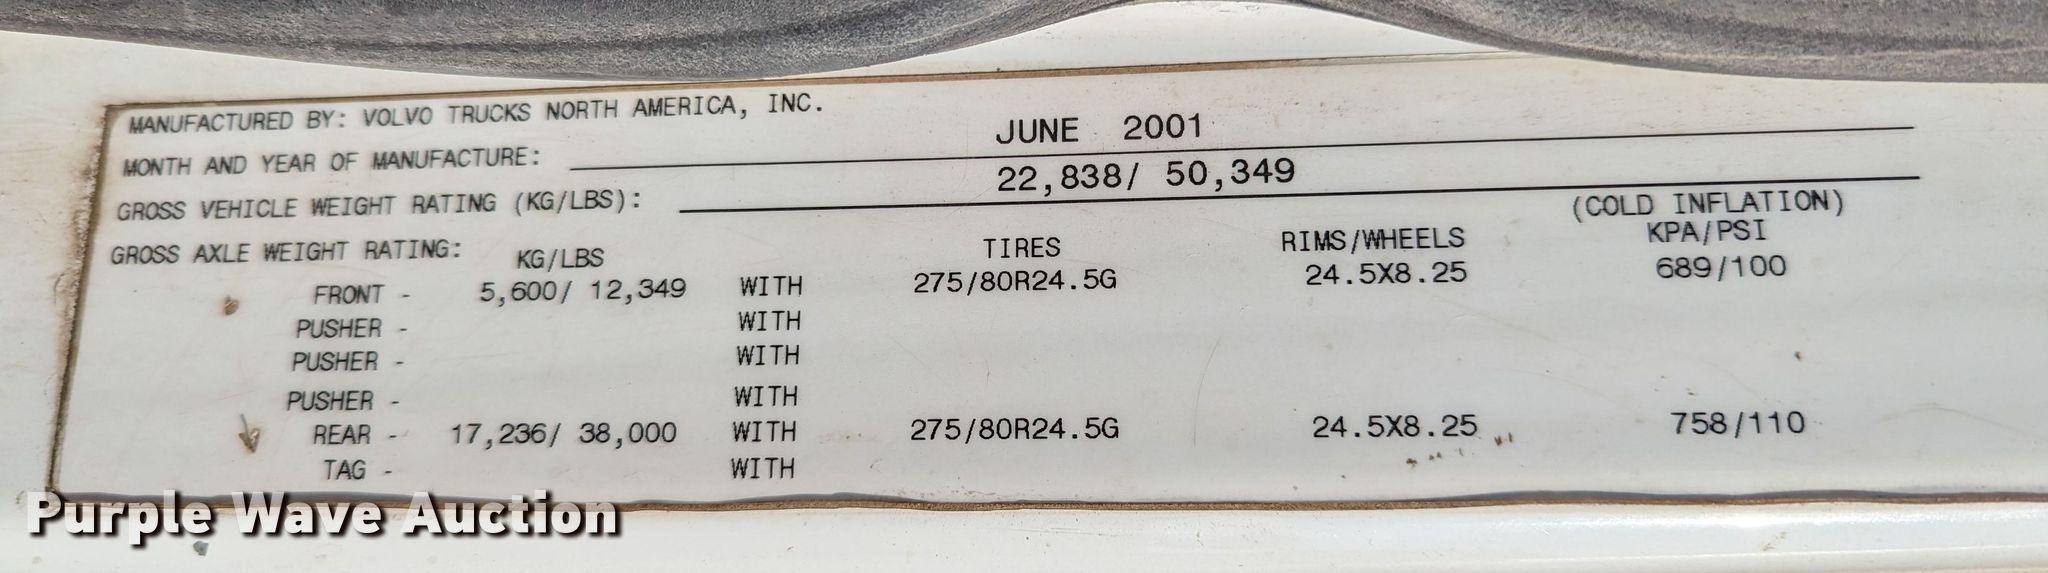 MANUFACTURED BY: VOLVO TRUCKS NORTH AMERICA, INC.
MONTH AND YEAR OF MANUFACTURE: JUNE 2001
GROSS VEHICLE WEIGHT RATING (KG/LBS): 22,838/ 50,349
(COLD INFLATION)
GROSS AXLE WEIGHT RATING: KG/LBS TIRES RIMS/WHEELS KPA/PSI
FRONT - 5,600/ 12,349 WITH 275/80R24.5G 24.5X8.25 689/100
PUSHER - WITH
PUSHER - WITH
PUSHER - WITH
REAR - 17,236/ 38,000 WITH 275/80R24.5G 24.5X8.25 758/110
TAG - WITH
Purple Wave Auction